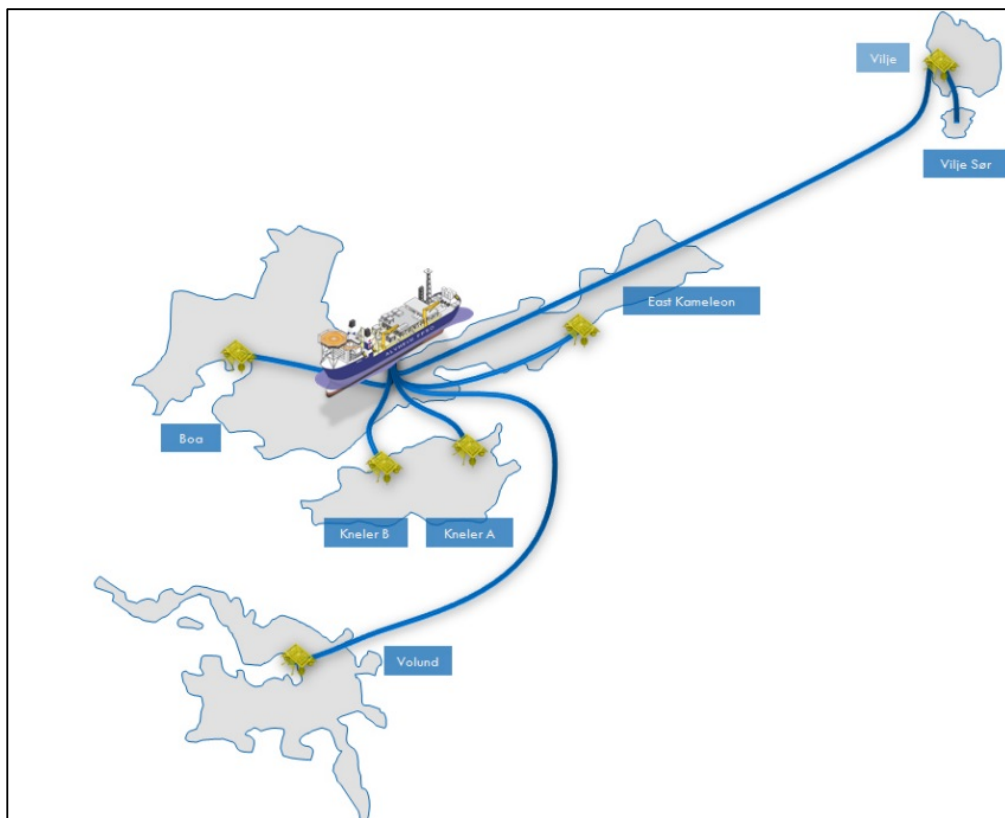 Vilje
Vilje Sør
East Kameleon
Boa
Kneler B
Kneler A
Volund